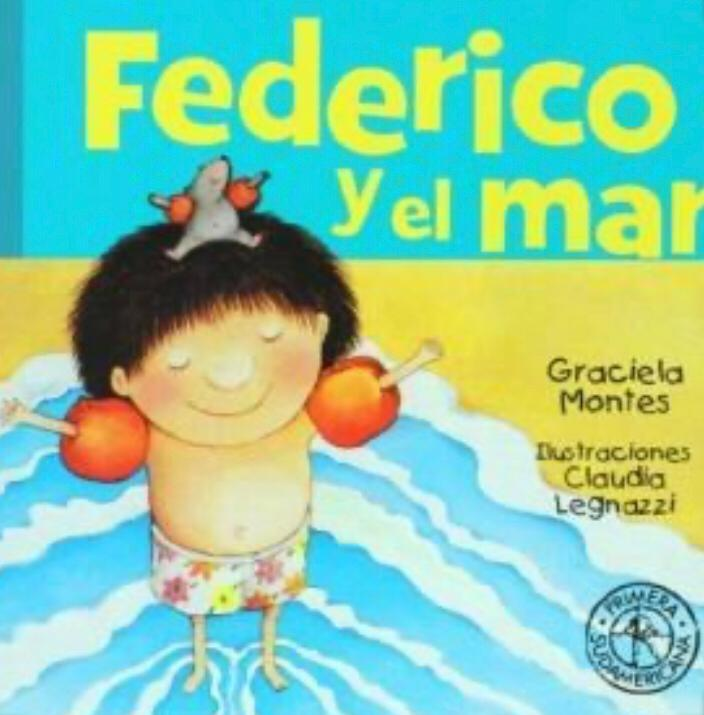 Federico
y el mar
Graciela
Montes
Ilustraciones
Claudia
Legnazzi
PRIMERA
SUDAMERICANA